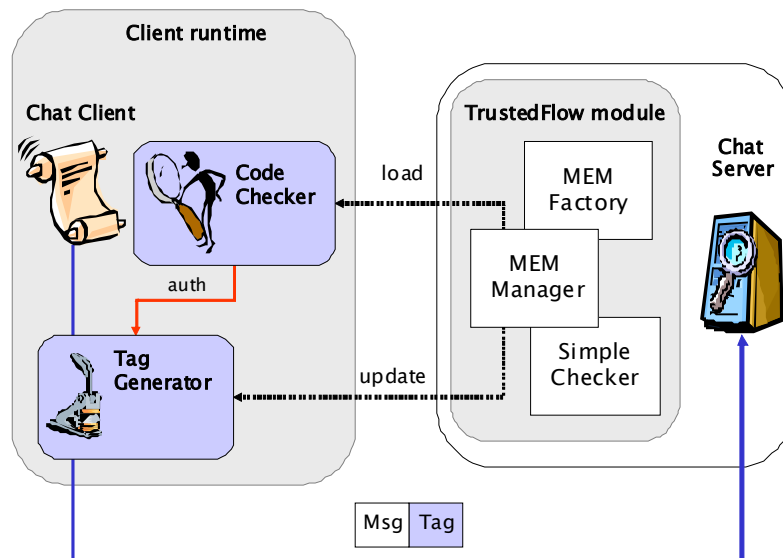 Client runtime
Chat Client
Code
Checker
auth
Tag
Generator
load
update
TrustedFlow module
MEM
Factory
MEM
Manager
Simple
Checker
Chat
Server
Msg Tag